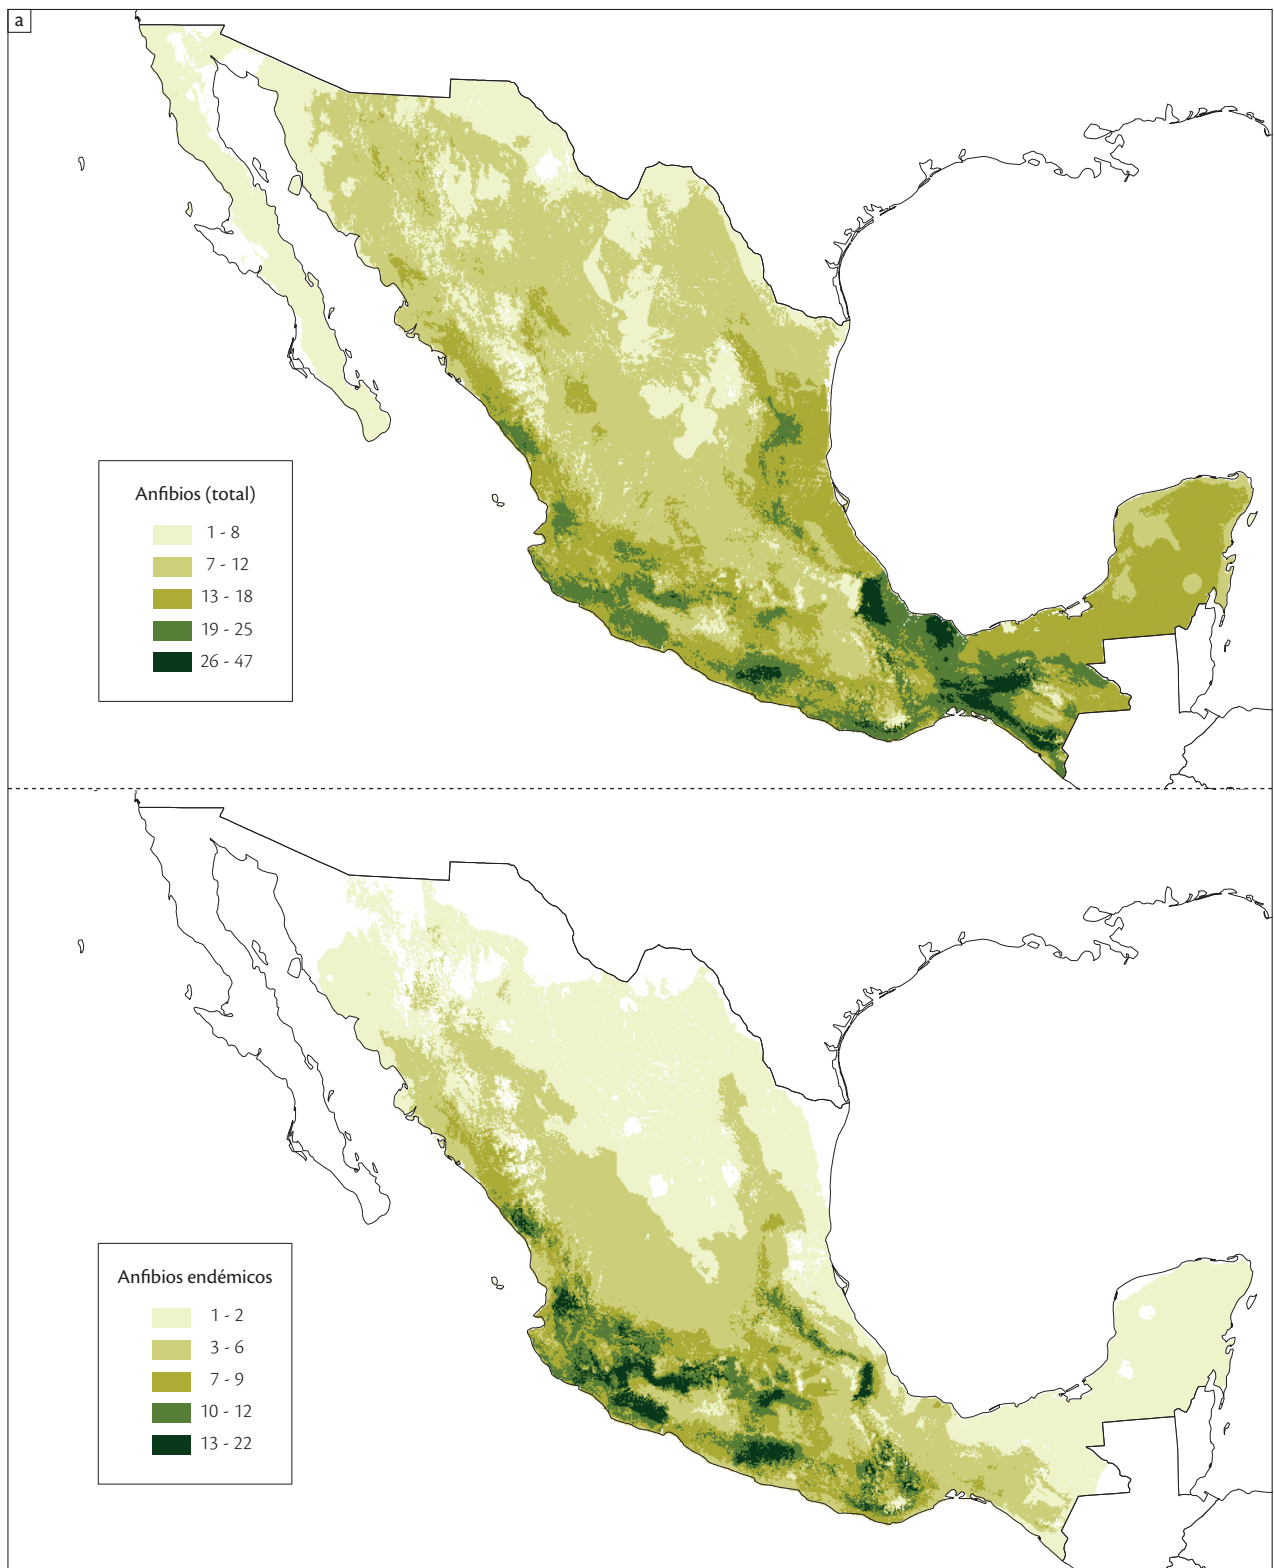 a
Anfibios (total)
1 - 8
7 - 12
13 - 18
19 - 25
26 - 47
Anfibios endémicos
1 - 2
3 - 6
7 - 9
10 - 12
13 - 22